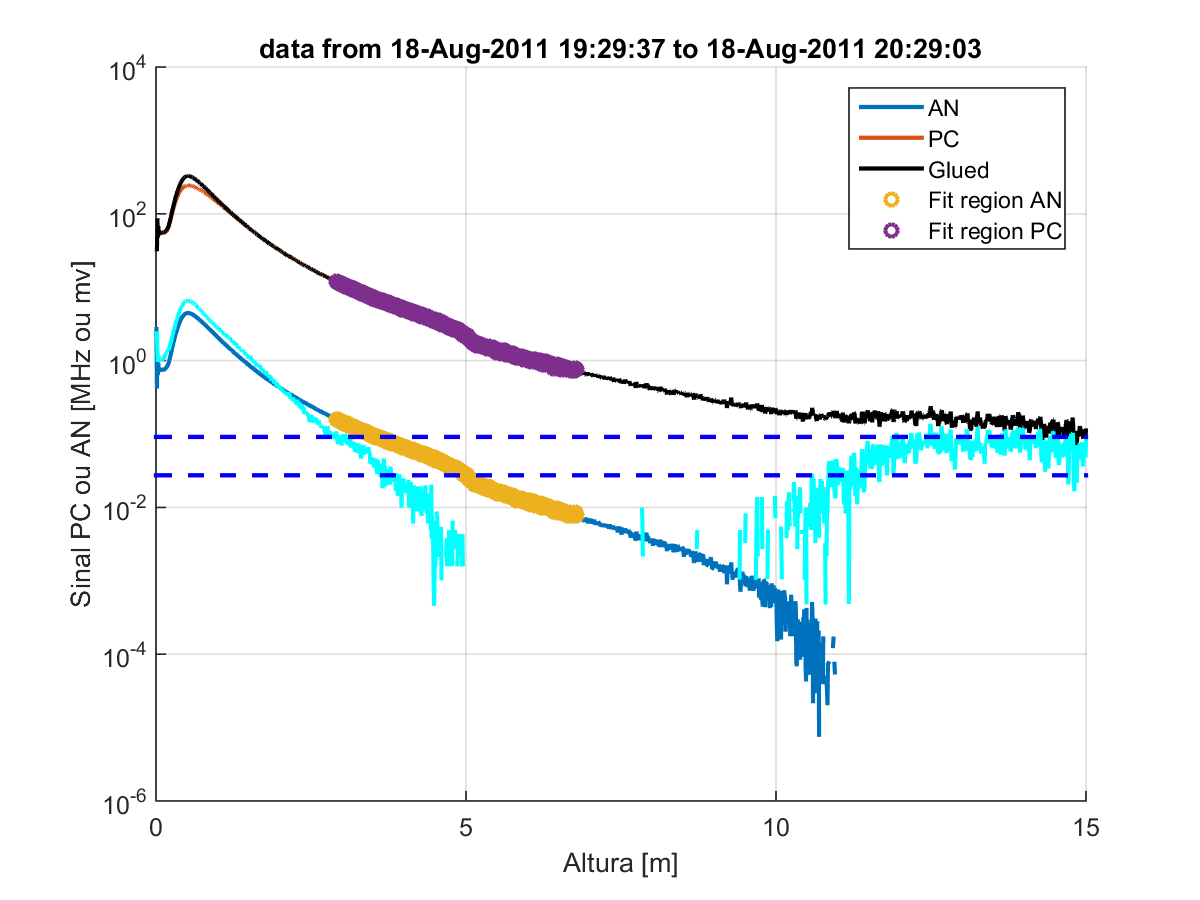 data from 18-Aug-2011 19:29:37 to 18-Aug-2011 20:29:03
Sinal PC ou AN [MHz ou mv]
10^4
10^2
10^0
10^-2
10^-4
10^-6
AN
PC
Glued
Fit region AN
Fit region PC
0
5
10
15
Altura [m]